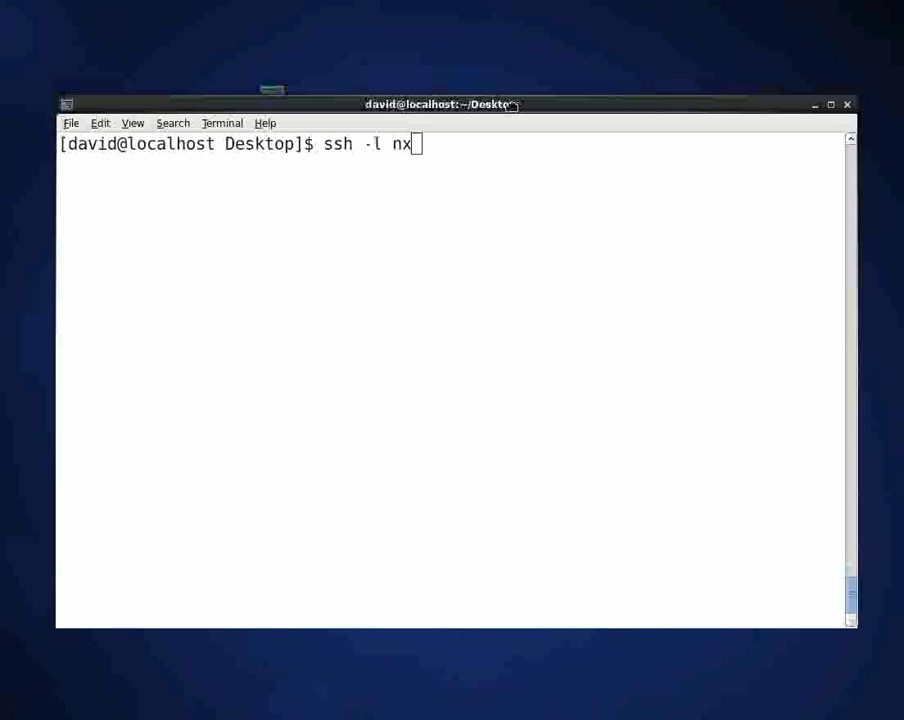 david@localhost:~/Desktop
File Edit View Search Terminal Help
[david@localhost Desktop]$ ssh -l nx